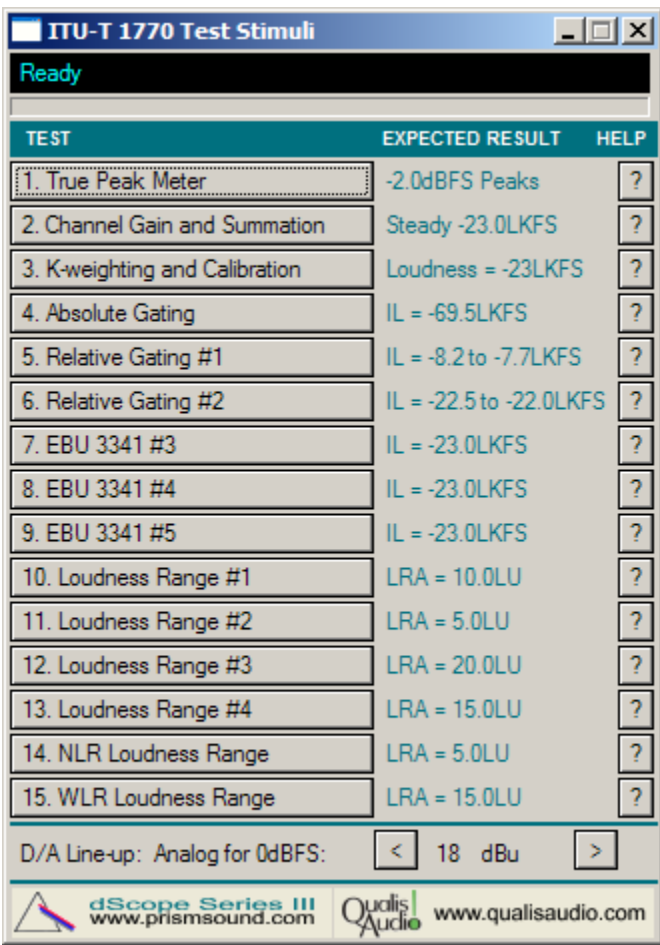 ITU-T 1770 Test Stimuli
Ready
TEST EXPECTED RESULT HELP
1. True Peak Meter -2.0dBFS Peaks ?
2. Channel Gain and Summation Steady -23.0LKFS ?
3. K-weighting and Calibration Loudness = -23LKFS ?
4. Absolute Gating IL = -69.5LKFS ?
5. Relative Gating #1 IL = -8.2 to -7.7LKFS ?
6. Relative Gating #2 IL = -22.5 to -22.0LKFS ?
7. EBU 3341 #3 IL = -23.0LKFS ?
8. EBU 3341 #4 IL = -23.0LKFS ?
9. EBU 3341 #5 IL = -23.0LKFS ?
10. Loudness Range #1 LRA = 10.0LU ?
11. Loudness Range #2 LRA = 5.0LU ?
12. Loudness Range #3 LRA = 20.0LU ?
13. Loudness Range #4 LRA = 15.0LU ?
14. NLR Loudness Range LRA = 5.0LU ?
15. WLR Loudness Range LRA = 15.0LU ?
D/A Line-up: Analog for 0dBFS: < 18 dBu >
dScope Series III
www.prismsound.com
Qualis
Audio
www.qualisaudio.com